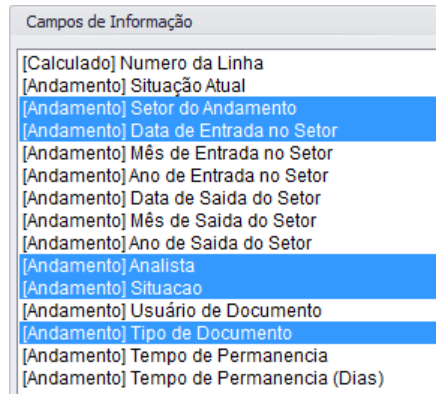 Campos de Informação
[Calculado] Numero da Linha
[Andamento] Situação Atual
[Andamento] Setor do Andamento
[Andamento] Data de Entrada no Setor
[Andamento] Mês de Entrada no Setor
[Andamento] Ano de Entrada no Setor
[Andamento] Data de Saida do Setor
[Andamento] Mês de Saida do Setor
[Andamento] Ano de Saida do Setor
[Andamento] Analista
[Andamento] Situacao
[Andamento] Usuário de Documento
[Andamento] Tipo de Documento
[Andamento] Tempo de Permanencia
[Andamento] Tempo de Permanencia (Dias)